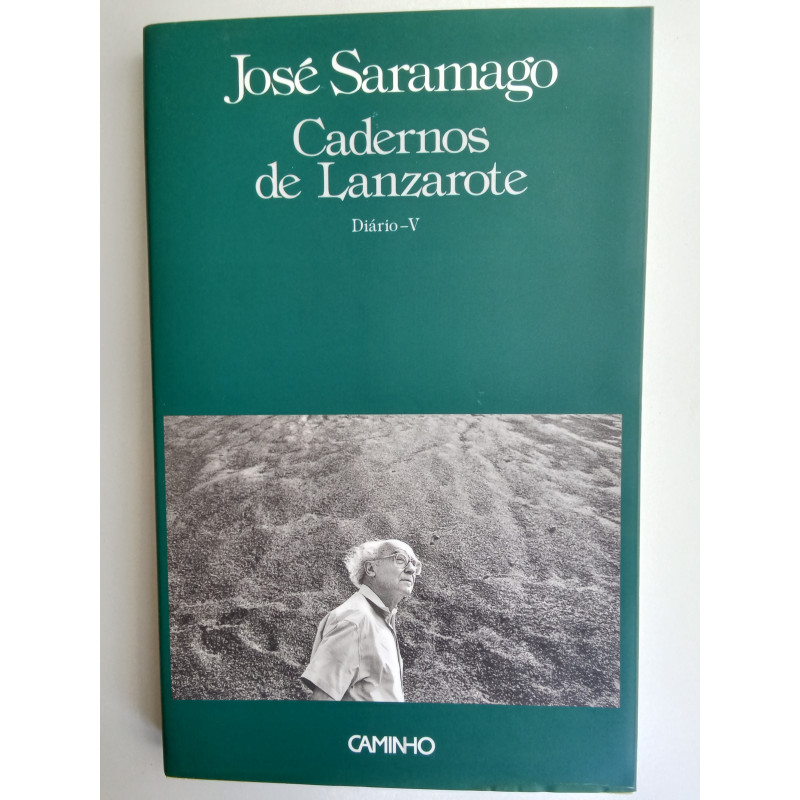 José Saramago
Cadernos
de Lanzarote
Diário – V
CAMINHO